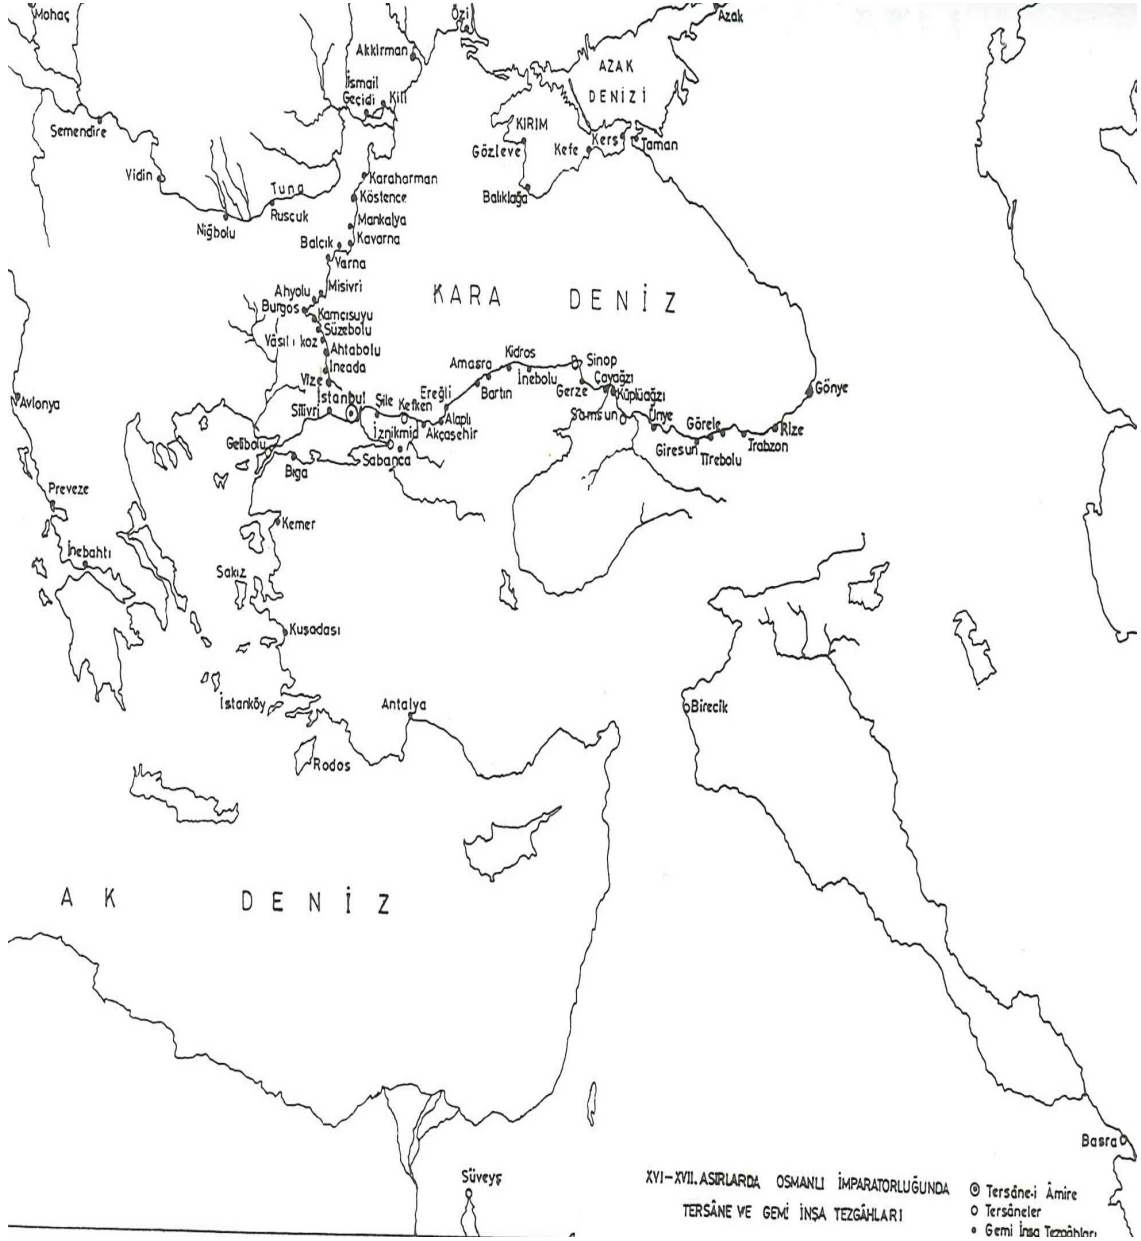 Mohaç
Özi
Azak
Akkirman
AZAK
DENİZİ
İsmail
Geçidi
Kili
Semendire
KIRIM
Gözleve
Kefe
Kerş
Taman
Vidin
Karaharman
Tuna
Köstence
Balıklağa
Rusçuk
Niğbolu
Mankalya
Balçık
Kavarna
Varna
Misivri
Ahyolu
KARA DENİZ
Burgos
Kamcısuyu
Süzebolu
Vâsıl ı koz
Ahtabolu
İneada
Vize
Amasra
Kidros
İnebolu
Sinop
Bartın
Gerze
Çayağzı
Küplüağzı
Gönye
Avlonya
İstanbul
Silivri
Şile
Kefken
Ereğli
Alaplı
Akçaşehir
Samsun
Ünye
Görele
Rize
Giresun
Tirebolu
Trabzon
Gelibolu
İznikmid
Sabanca
Biga
Preveze
Kemer
İnebahtı
Sakız
Kuşadası
İstanköy
Antalya
Birecik
Rodos
AK DENİZ
Basra
Süveyş
XVI-XVII. ASIRLARDA OSMANLI İMPARATORLUĞUNDA
TERSÂNE VE GEMİ İNŞA TEZGÂHLARI
Tersâne-i Âmire
Tersâneler
Gemi İnşa Tezgâhları